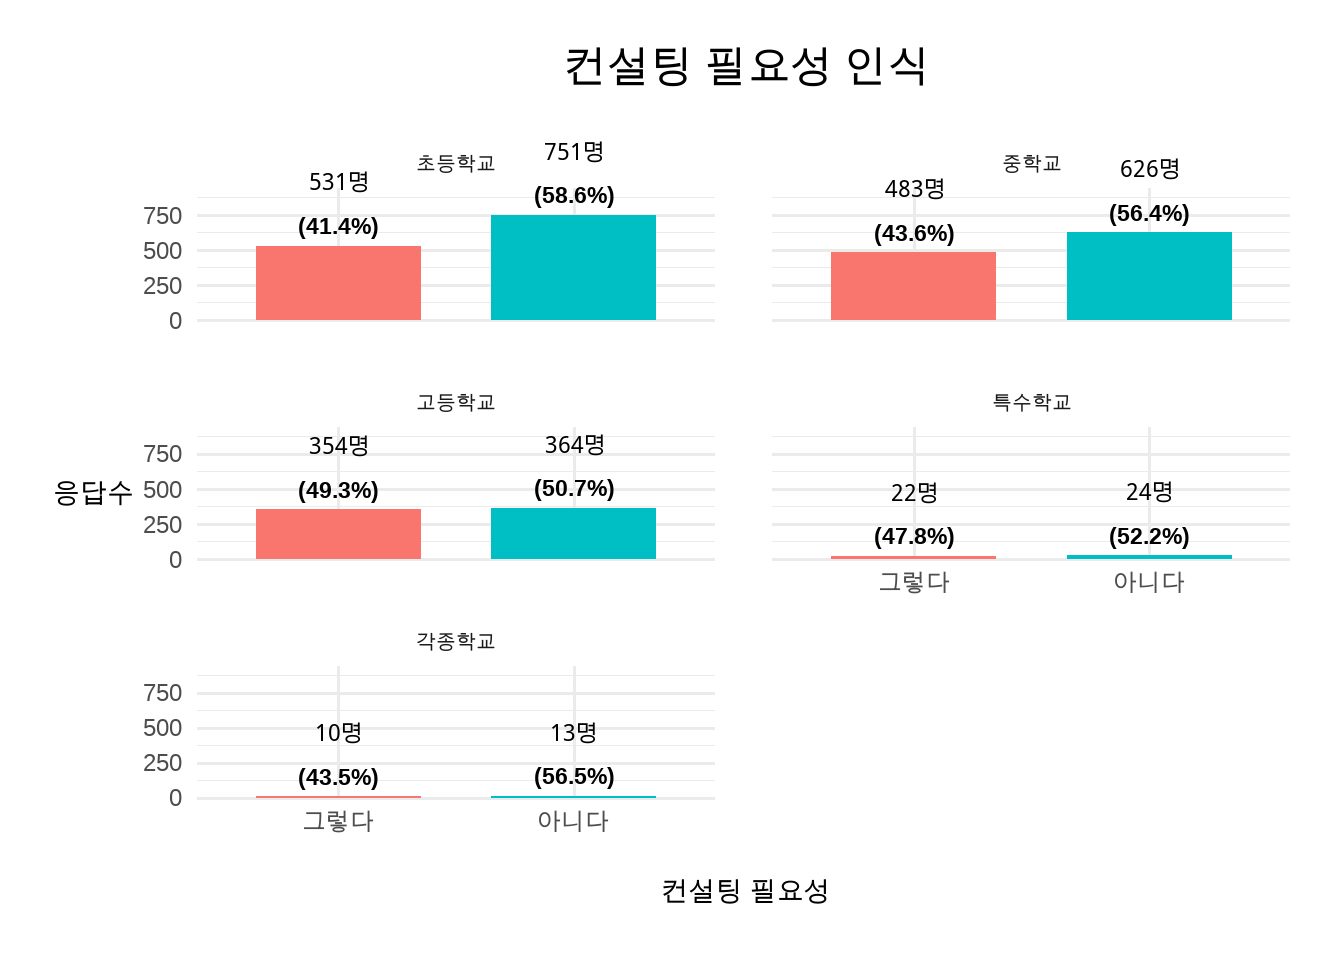 컨설팅 필요성 인식
초등학교
531명
(41.4%)
751명
(58.6%)
750
500
250
0
중학교
483명
(43.6%)
626명
(56.4%)
고등학교
354명
(49.3%)
364명
(50.7%)
750
500
250
0
특수학교
22명
(47.8%)
24명
(52.2%)
그렇다
아니다
응답수
각종학교
10명
(43.5%)
13명
(56.5%)
750
500
250
0
그렇다
아니다
컨설팅 필요성